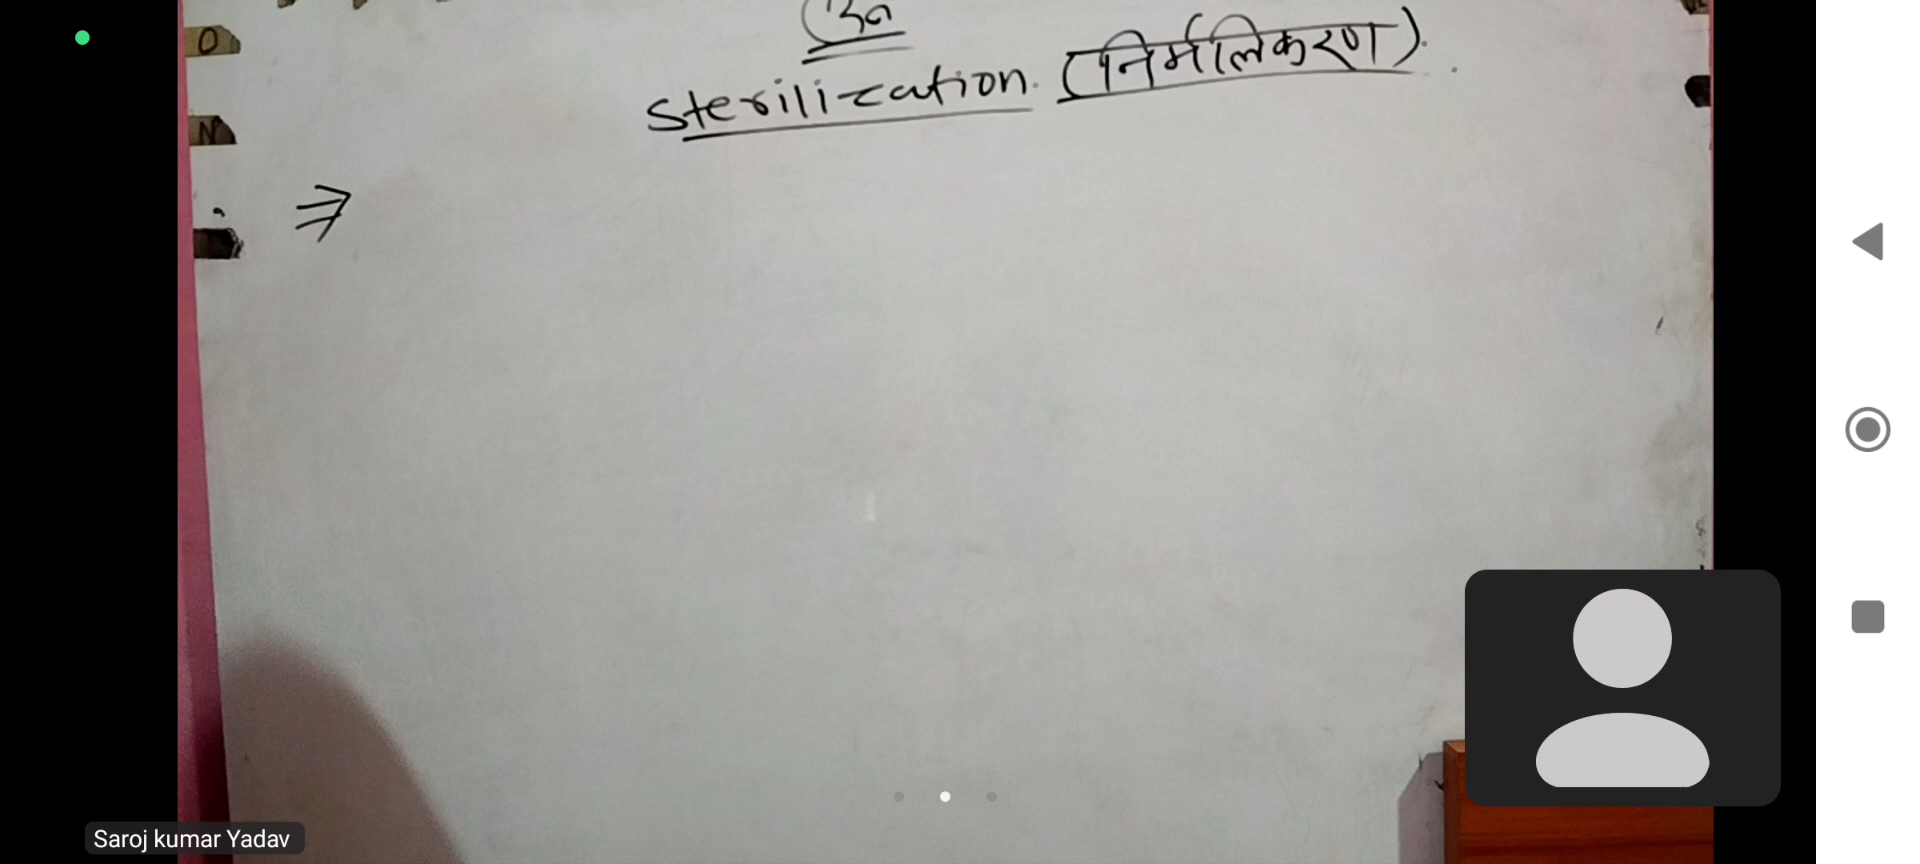 O
N
Sterilization. (निर्मलिकरण).
⇒
Saroj kumar Yadav